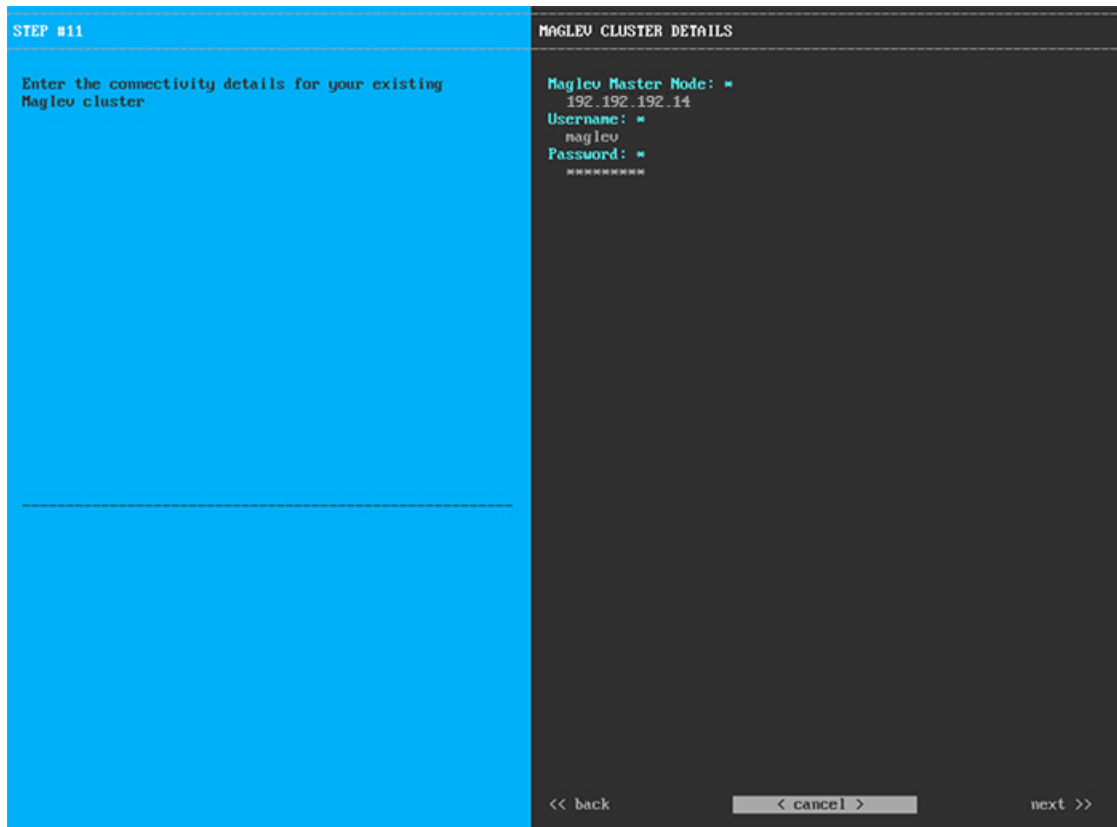 STEP #11
Enter the connectivity details for your existing
Maglev cluster
MAGLEV CLUSTER DETAILS
Maglev Master Node: *
192.192.192.14
Username: *
maglev
Password: *
*********
<< back
< cancel >
next >>